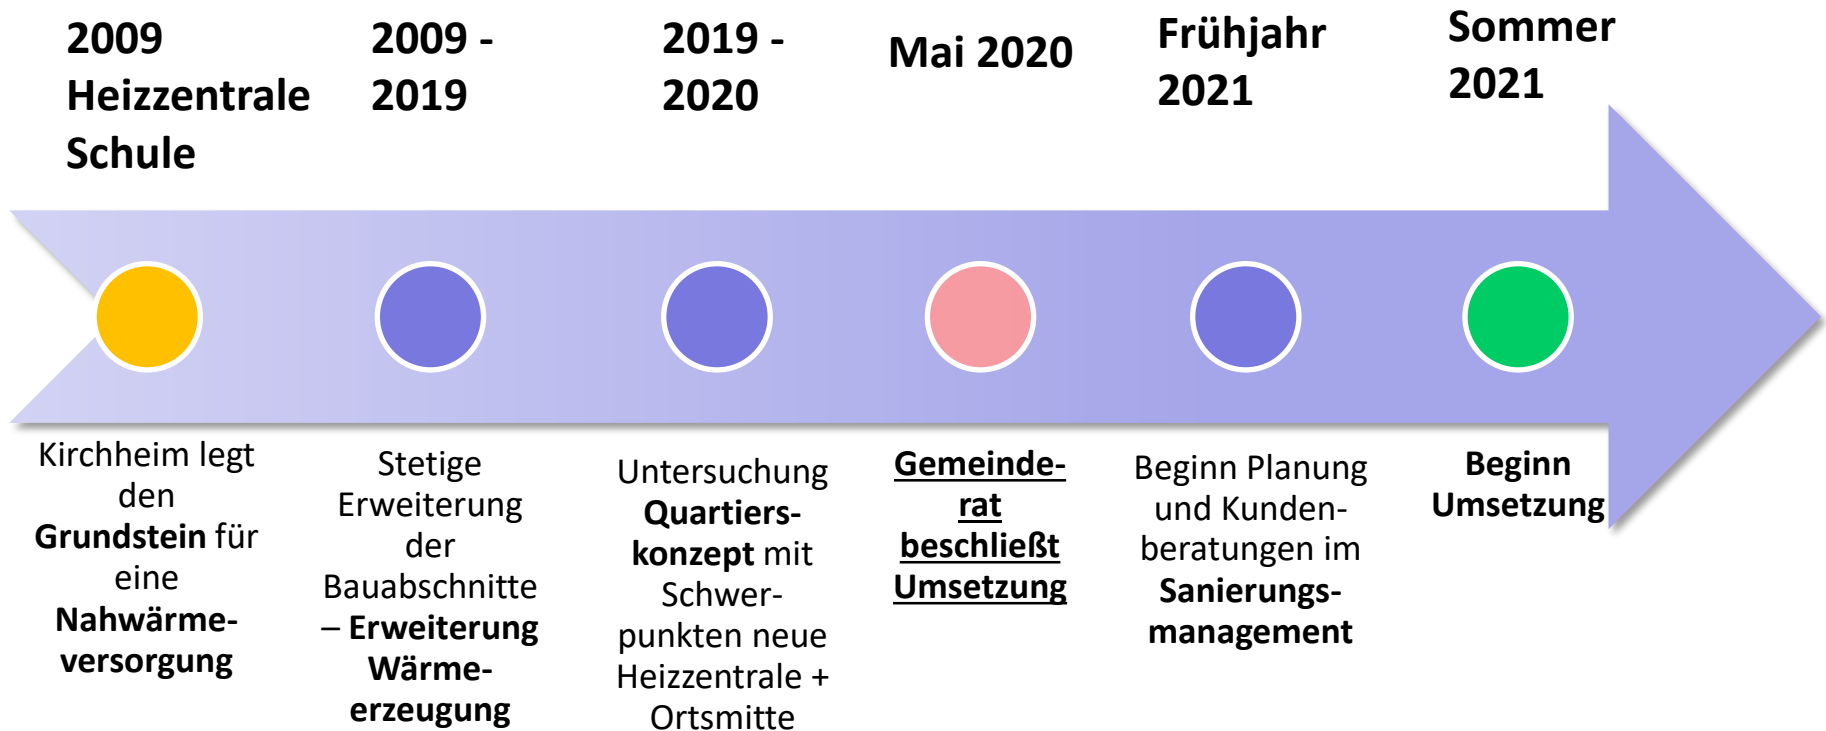 2009
Heizzentrale
Schule
2009 -
2019
2019 -
2020
Mai 2020
Frühjahr
2021
Sommer
2021
Kirchheim legt
den
Grundstein für
eine
Nahwärme-
versorgung
Stetige
Erweiterung
der
Bauabschnitte
– Erweiterung
Wärme-
erzeugung
Untersuchung
Quartiers-
konzept mit
Schwer-
punkten neue
Heizzentrale +
Ortsmitte
Gemeinde-
rat
beschließt
Umsetzung
Beginn Planung
und Kunden-
beratungen im
Sanierungs-
management
Beginn
Umsetzung